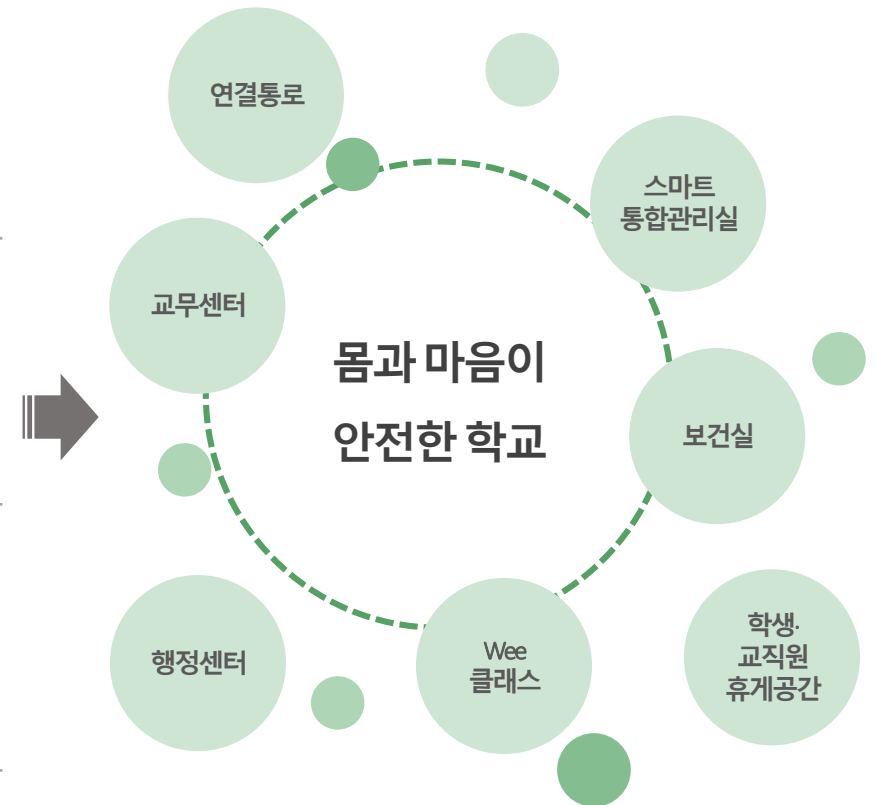 연결통로
스마트
통합관리실
교무센터
몸과 마음이
안전한 학교
보건실
행정센터
Wee
클래스
학생·
교직원
휴게공간